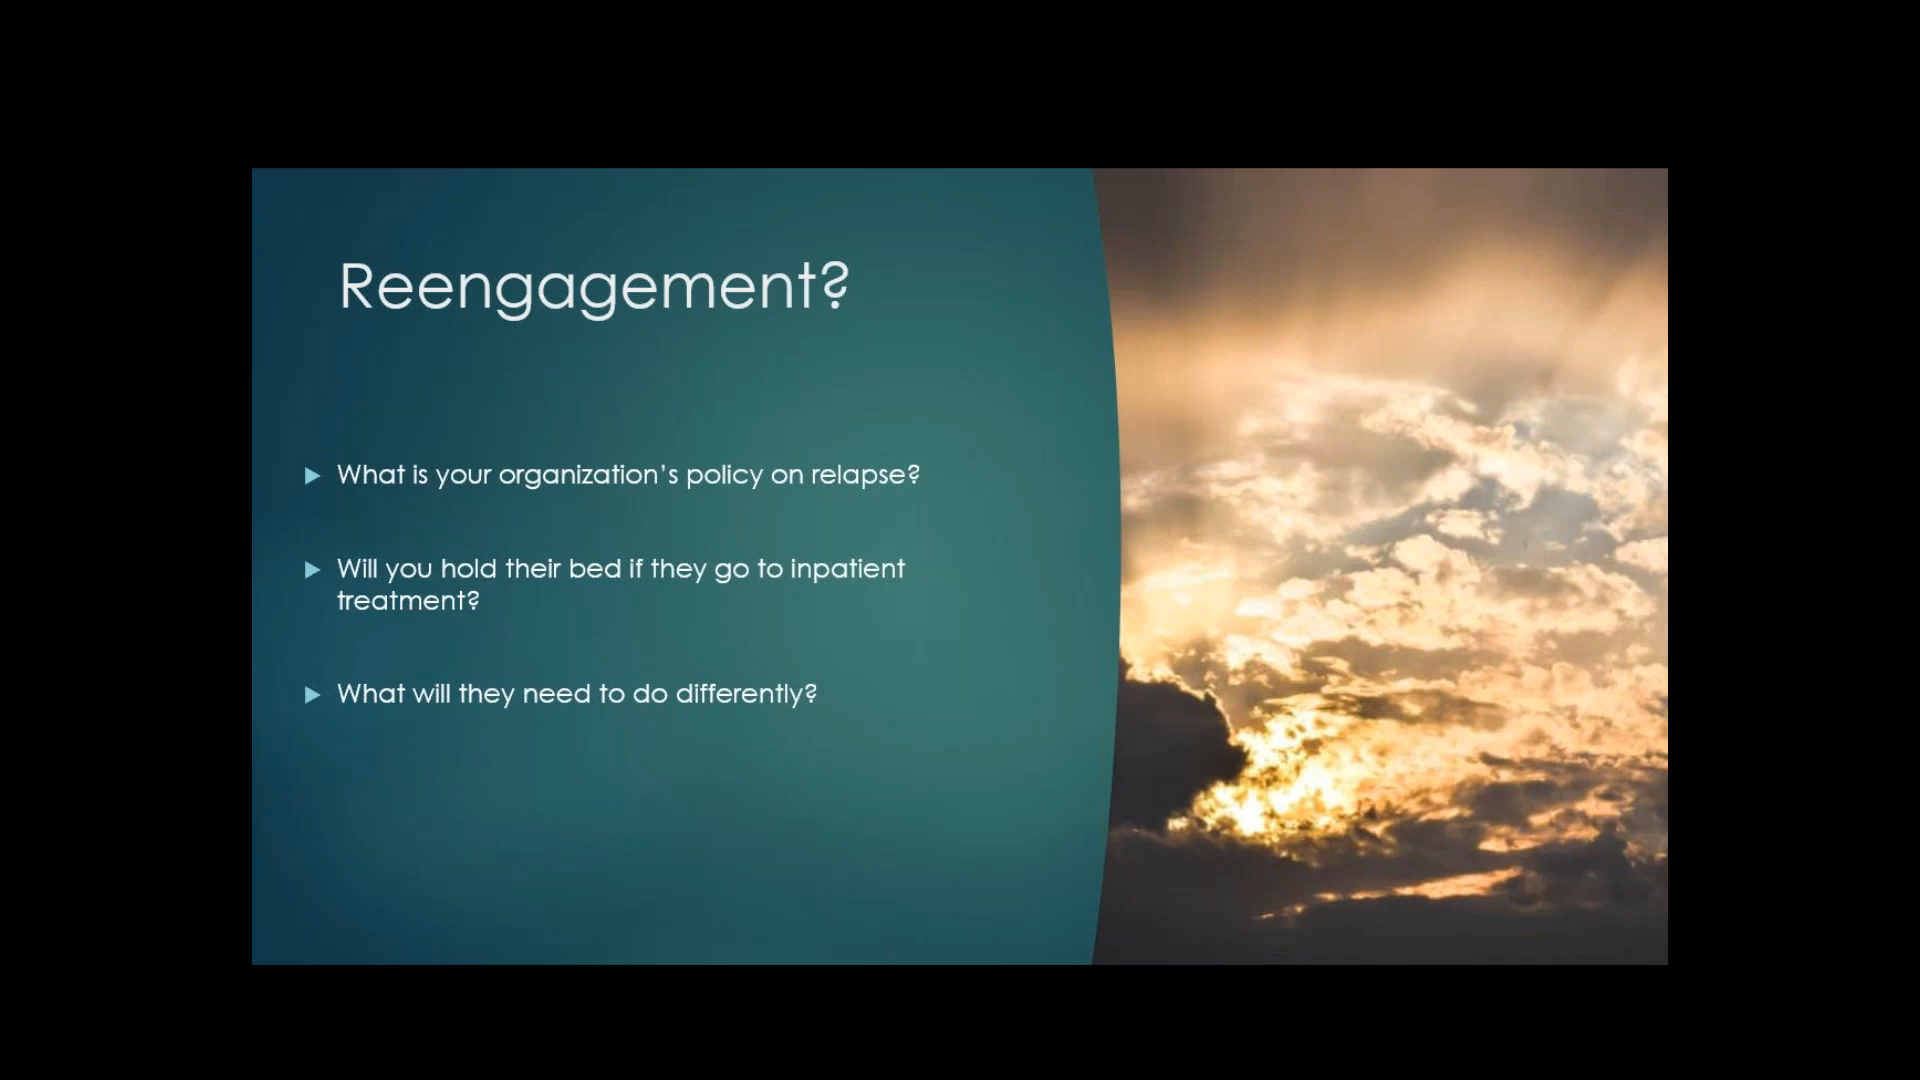 Reengagement?
What is your organization’s policy on relapse?
Will you hold their bed if they go to inpatient
treatment?
What will they need to do differently?